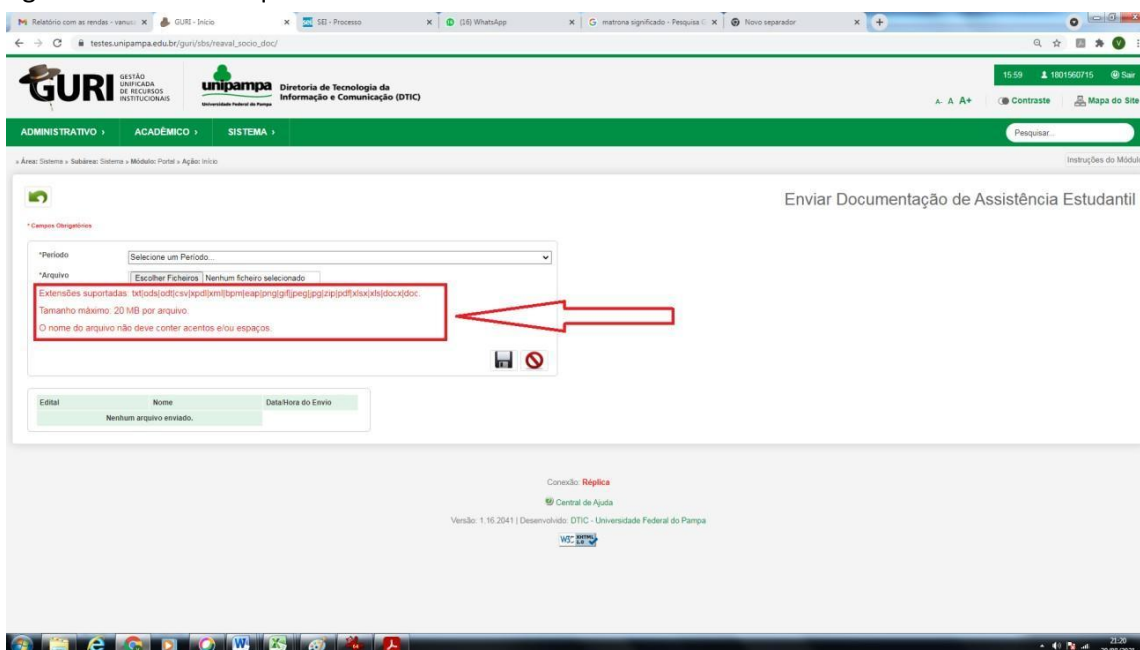 Relatório com as rendas - vanusa
GURI - Início
SEI - Processo
(16) WhatsApp
matrona significado - Pesquisa G
Novo separador
testes.unipampa.edu.br/guri/sbs/reaval_socio_doc/
GURI
GESTÃO
UNIFICADA
DE RECURSOS
INSTITUCIONAIS
unipampa
Universidade Federal do Pampa
Diretoria de Tecnologia da
Informação e Comunicação (DTIC)
15:59 1801560715 Sair
A- A A+ Contraste Mapa do Site
ADMINISTRATIVO › ACADÊMICO › SISTEMA ›
Pesquisar...
» Área: Sistema » Subárea: Sistema » Módulo: Portal » Ação: Início
Instruções do Módulo
Enviar Documentação de Assistência Estudantil
* Campos Obrigatórios
*Período Selecione um Período...
*Arquivo Escolher Ficheiros Nenhum ficheiro selecionado
Extensões suportadas: txt|ods|odt|csv|xpdl|xml|bpm|eap|png|gif|jpeg|jpg|zip|pdf|xlsx|xls|docx|doc.
Tamanho máximo: 20 MB por arquivo.
O nome do arquivo não deve conter acentos e/ou espaços.
Edital Nome Data/Hora do Envio
Nenhum arquivo enviado.
Conexão: Réplica
Central de Ajuda
Versão: 1.16.2041 | Desenvolvido: DTIC - Universidade Federal do Pampa
W3C XHTML 1.0
21:20